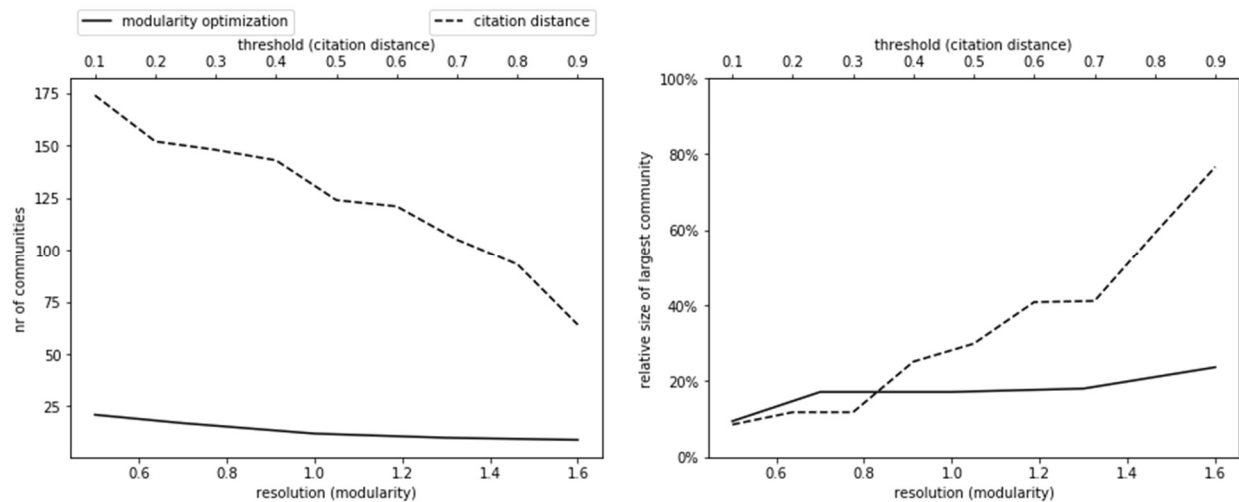 modularity optimization
citation distance
threshold (citation distance)
0.1 0.2 0.3 0.4 0.5 0.6 0.7 0.8 0.9
175
150
125
100
75
50
25
nr of communities
0.6 0.8 1.0 1.2 1.4 1.6
resolution (modularity)
threshold (citation distance)
0.1 0.2 0.3 0.4 0.5 0.6 0.7 0.8 0.9
100%
80%
60%
40%
20%
0%
relative size of largest community
0.6 0.8 1.0 1.2 1.4 1.6
resolution (modularity)